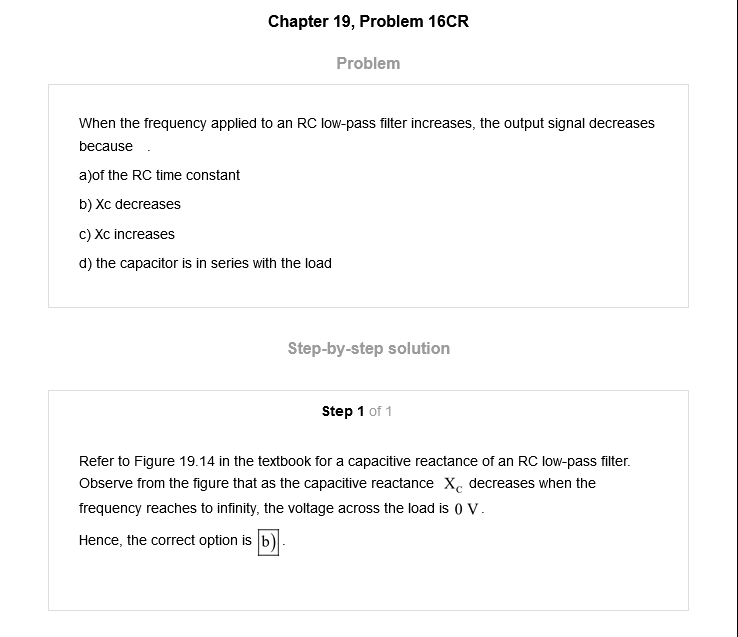 Chapter 19, Problem 16CR
Problem
When the frequency applied to an RC low-pass filter increases, the output signal decreases
because .
a)of the RC time constant
b) Xc decreases
c) Xc increases
d) the capacitor is in series with the load
Step-by-step solution
Step 1 of 1
Refer to Figure 19.14 in the textbook for a capacitive reactance of an RC low-pass filter.
Observe from the figure that as the capacitive reactance X_C decreases when the
frequency reaches to infinity, the voltage across the load is 0 V.
Hence, the correct option is b).